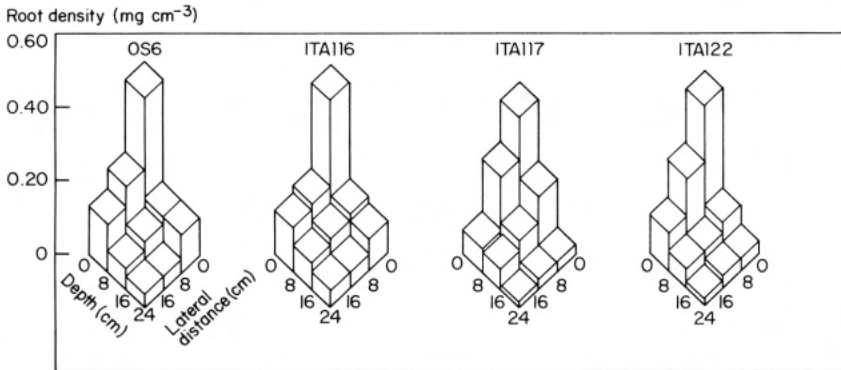 Root density (mg cm⁻³)
0.60
OS6 ITA116 ITA117 ITA122
0.40
0.20
0
0 0 0 0 0 0 0 0
8 8 8 8 8 8 8 8
16 16 16 16 16 16 16 16
24 24 24 24
Depth (cm)
Lateral
distance (cm)